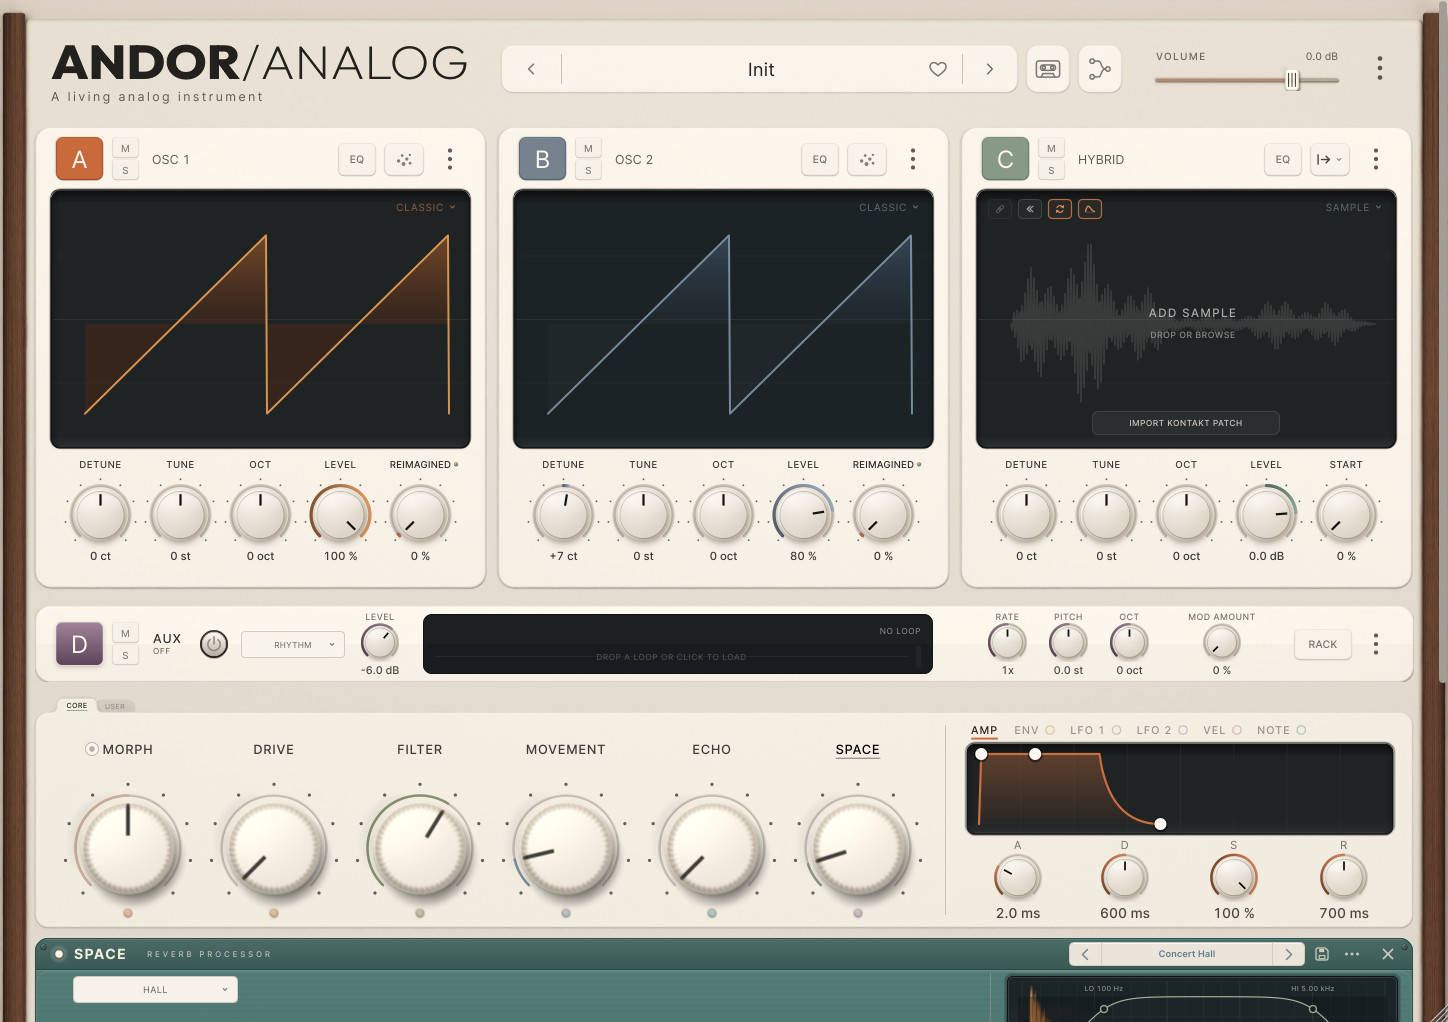 ANDOR/ANALOG
A living analog instrument
Init
VOLUME 0.0 dB
A M S OSC 1 EQ
CLASSIC
DETUNE TUNE OCT LEVEL REIMAGINED
0 ct 0 st 0 oct 100 % 0 %
B M S OSC 2 EQ
CLASSIC
DETUNE TUNE OCT LEVEL REIMAGINED
+7 ct 0 st 0 oct 80 % 0 %
C M S HYBRID EQ
SAMPLE
ADD SAMPLE
DROP OR BROWSE
IMPORT KONTAKT PATCH
DETUNE TUNE OCT LEVEL START
0 ct 0 st 0 oct 0.0 dB 0 %
D M S AUX
OFF
RHYTHM
LEVEL
-6.0 dB
NO LOOP
DROP A LOOP OR CLICK TO LOAD
RATE PITCH OCT MOD AMOUNT
1x 0.0 st 0 oct 0 %
RACK
CORE USER
MORPH DRIVE FILTER MOVEMENT ECHO SPACE
AMP ENV LFO 1 LFO 2 VEL NOTE
A D S R
2.0 ms 600 ms 100 % 700 ms
SPACE REVERB PROCESSOR
Concert Hall
HALL
LO 100 Hz HI 5.00 kHz